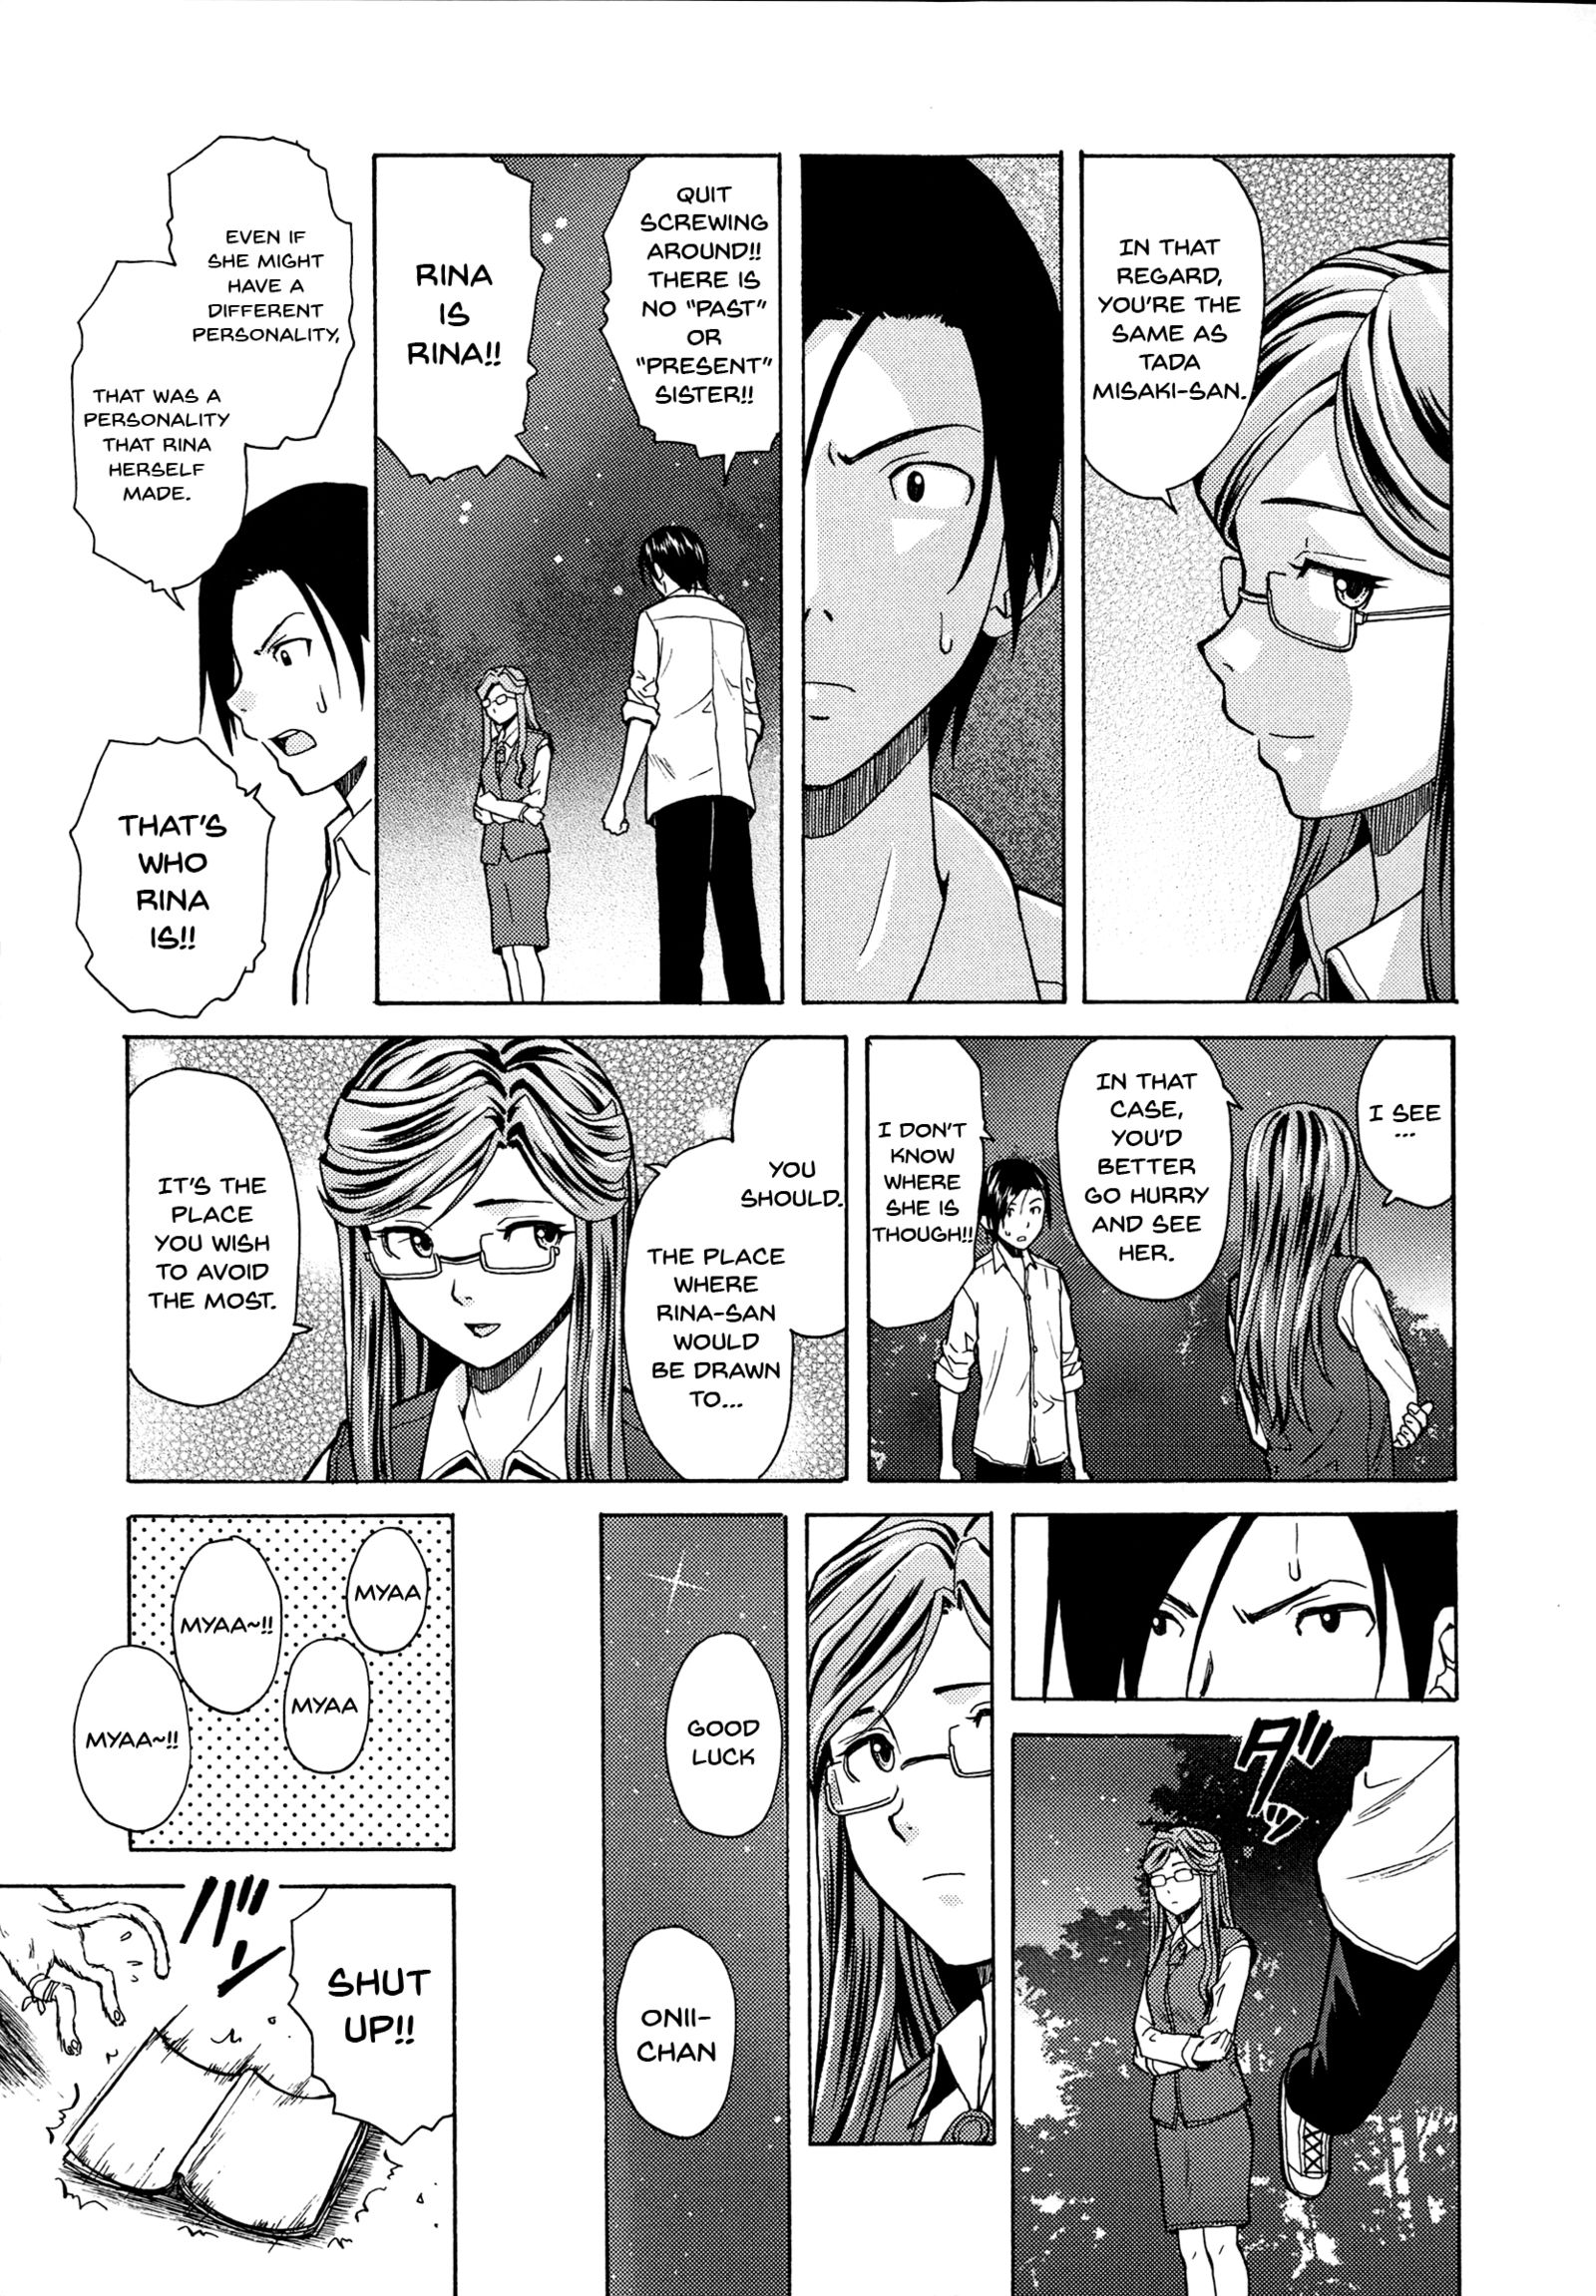 IN THAT
REGARD,
YOU'RE THE
SAME AS
TADA
MISAKI-SAN.
QUIT
SCREWING
AROUND!!
THERE IS
NO "PAST"
OR
"PRESENT"
SISTER!!
RINA
IS
RINA!!
EVEN IF
SHE MIGHT
HAVE A
DIFFERENT
PERSONALITY,
THAT WAS A
PERSONALITY
THAT RINA
HERSELF
MADE.
THAT'S
WHO
RINA
IS!!
I SEE
...
IN THAT
CASE,
YOU'D
BETTER
GO HURRY
AND SEE
HER.
I DON'T
KNOW
WHERE
SHE IS
THOUGH!!
YOU
SHOULD.
THE PLACE
WHERE
RINA-SAN
WOULD
BE DRAWN
TO...
IT'S THE
PLACE
YOU WISH
TO AVOID
THE MOST.
ダッ
GOOD
LUCK
ONII-
CHAN
MYAA
MYAA~!!
MYAA
MYAA~!!
SHUT
UP!!
バン